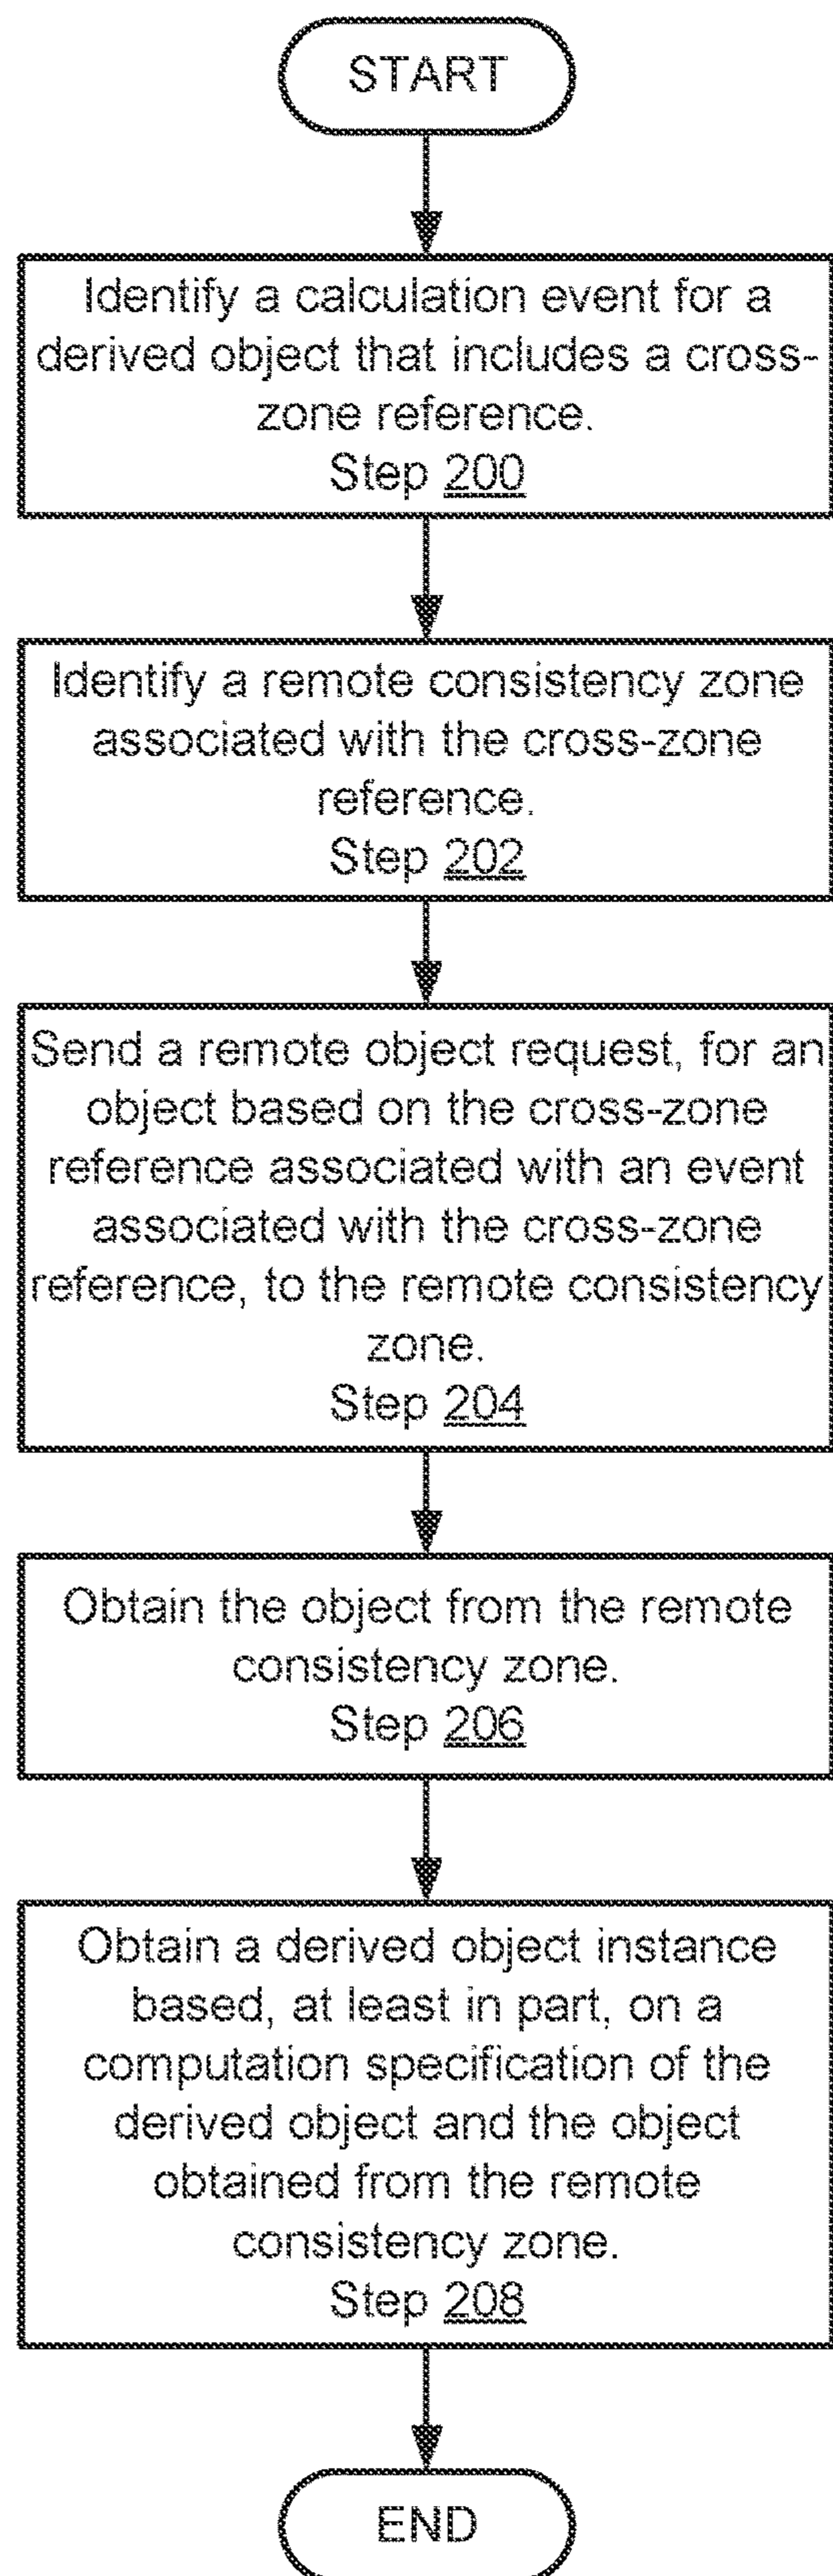 START
Identify a calculation event for a
derived object that includes a cross-
zone reference.
Step 200
Identify a remote consistency zone
associated with the cross-zone
reference.
Step 202
Send a remote object request, for an
object based on the cross-zone
reference associated with an event
associated with the cross-zone
reference, to the remote consistency
zone.
Step 204
Obtain the object from the remote
consistency zone.
Step 206
Obtain a derived object instance
based, at least in part, on a
computation specification of the
derived object and the object
obtained from the remote
consistency zone.
Step 208
END